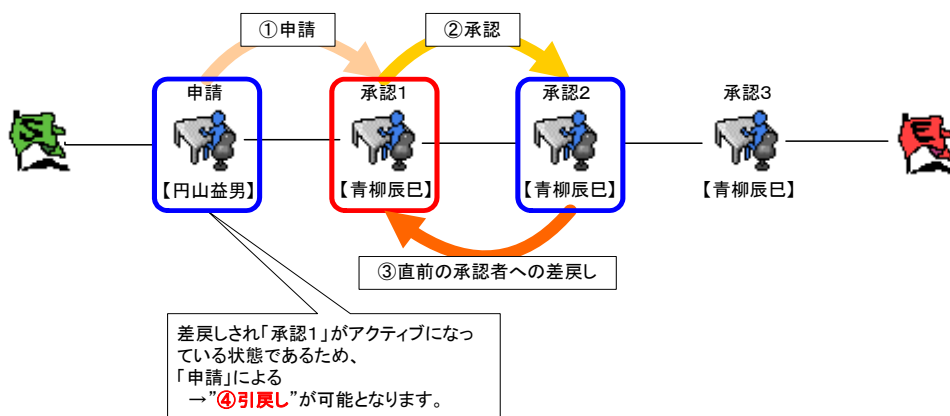 ①申請
②承認
申請
承認1
承認2
承認3
S
E
【円山益男】
【青柳辰巳】
【青柳辰巳】
【青柳辰巳】
③直前の承認者への差戻し
差戻しされ「承認1」がアクティブになっ
ている状態であるため、
「申請」による
→”④引戻し”が可能となります。